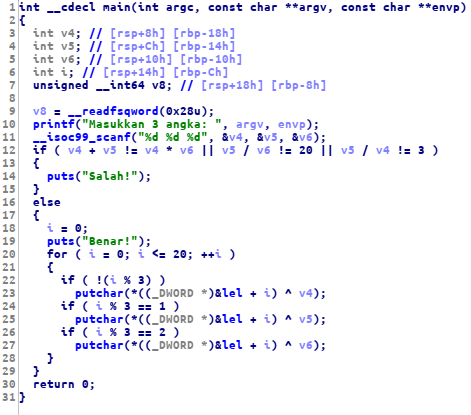 1 int __cdecl main(int argc, const char **argv, const char **envp)
2 {
3   int v4; // [rsp+8h] [rbp-18h]
4   int v5; // [rsp+Ch] [rbp-14h]
5   int v6; // [rsp+10h] [rbp-10h]
6   int i; // [rsp+14h] [rbp-Ch]
7   unsigned __int64 v8; // [rsp+18h] [rbp-8h]
8
9   v8 = __readfsqword(0x28u);
10   printf("Masukkan 3 angka: ", argv, envp);
11   __isoc99_scanf("%d %d %d", &v4, &v5, &v6);
12   if ( v4 + v5 != v4 * v6 || v5 / v6 != 20 || v5 / v4 != 3 )
13   {
14     puts("Salah!");
15   }
16   else
17   {
18     i = 0;
19     puts("Benar!");
20     for ( i = 0; i <= 20; ++i )
21     {
22       if ( !(i % 3) )
23         putchar(*((_DWORD *)&lel + i) ^ v4);
24       if ( i % 3 == 1 )
25         putchar(*((_DWORD *)&lel + i) ^ v5);
26       if ( i % 3 == 2 )
27         putchar(*((_DWORD *)&lel + i) ^ v6);
28     }
29   }
30   return 0;
31 }